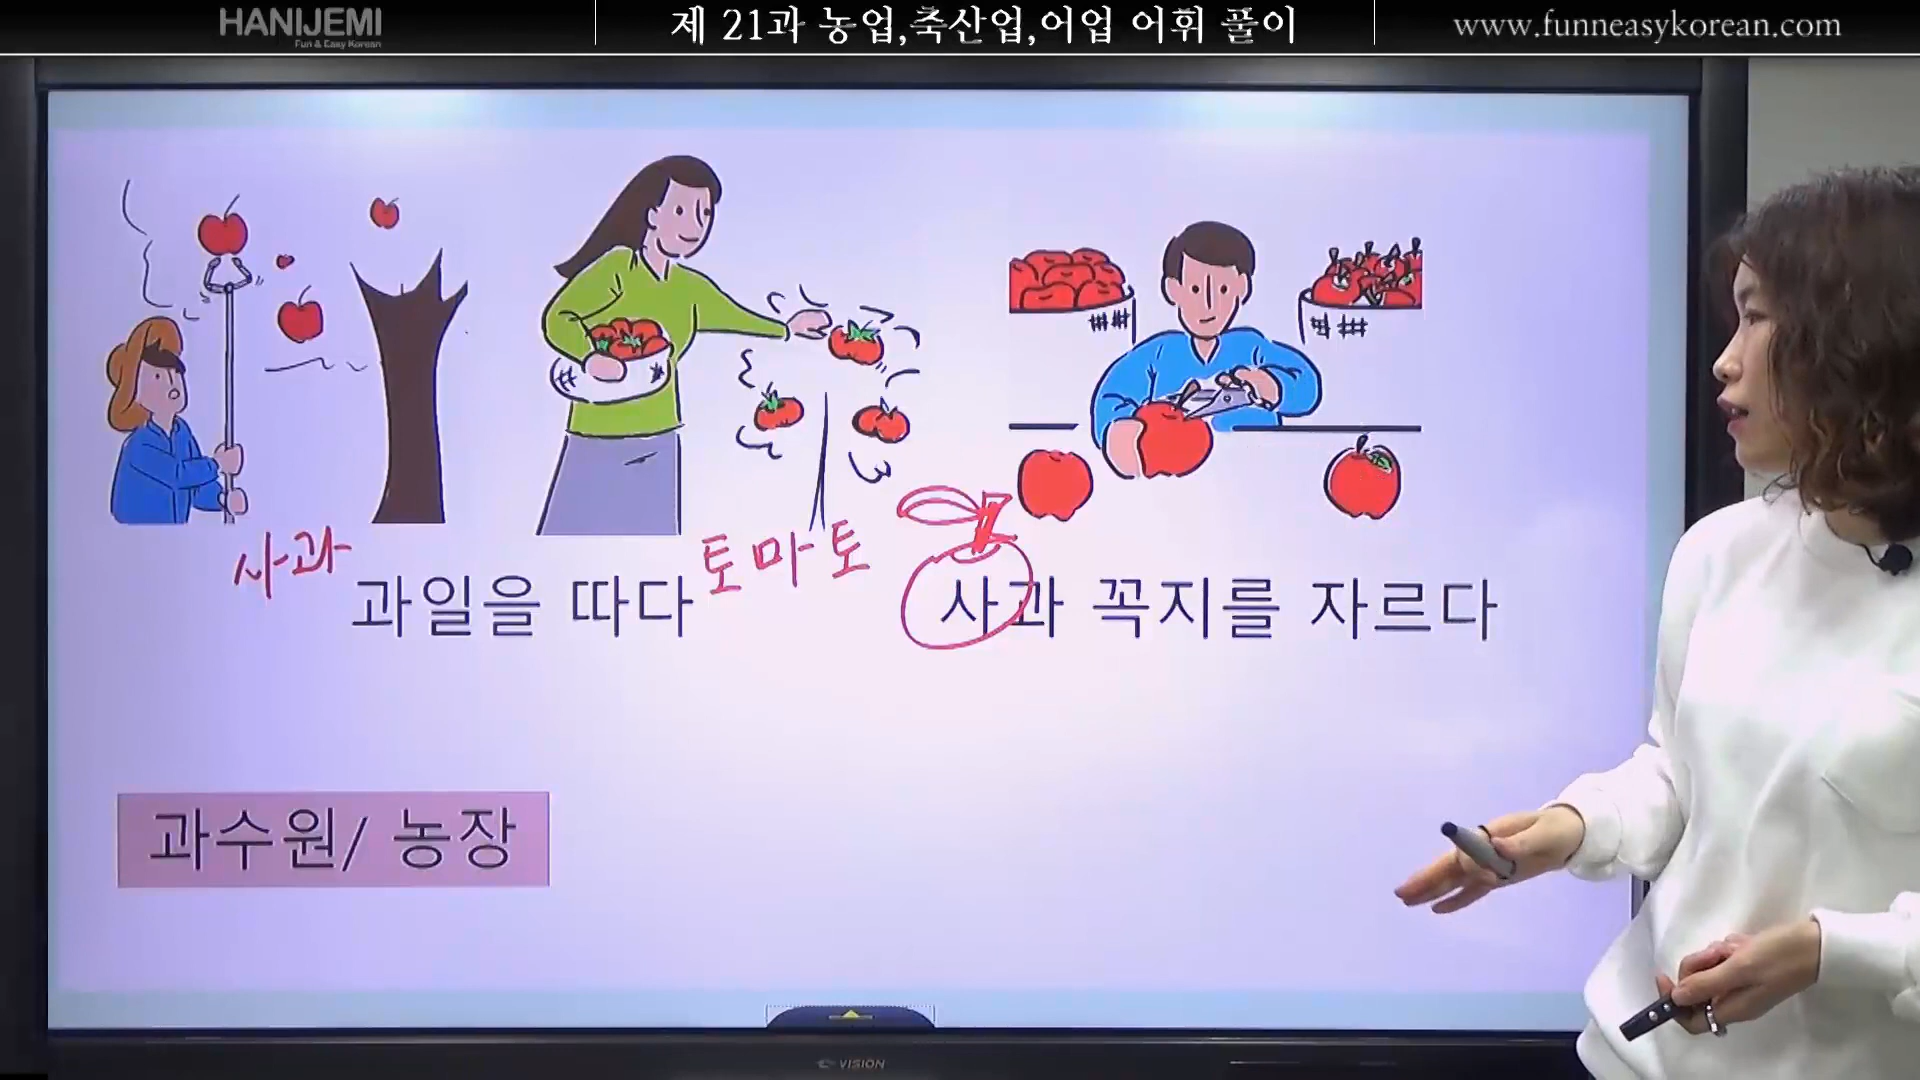 HANIJEMI
Fun & Easy Korean
제 21과 농업,축산업,어업 어휘 풀이
www.funneasykorean.com
사과
토마토
과일을 따다
사과 꼭지를 자르다
과수원/ 농장
VISION